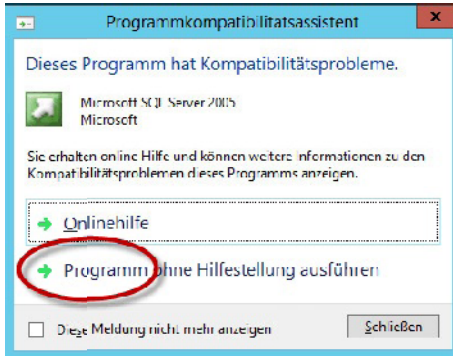 Programmkompatibilitätsassistent
x
Dieses Programm hat Kompatibilitätsprobleme.
Microsoft SQL Server 2005
Microsoft
Sie erhalten online Hilfe und können weitere Informationen zu den
Kompatibilitätsproblemen dieses Programms anzeigen.
Onlinehilfe
Programm ohne Hilfestellung ausführen
Diese Meldung nicht mehr anzeigen
Schließen